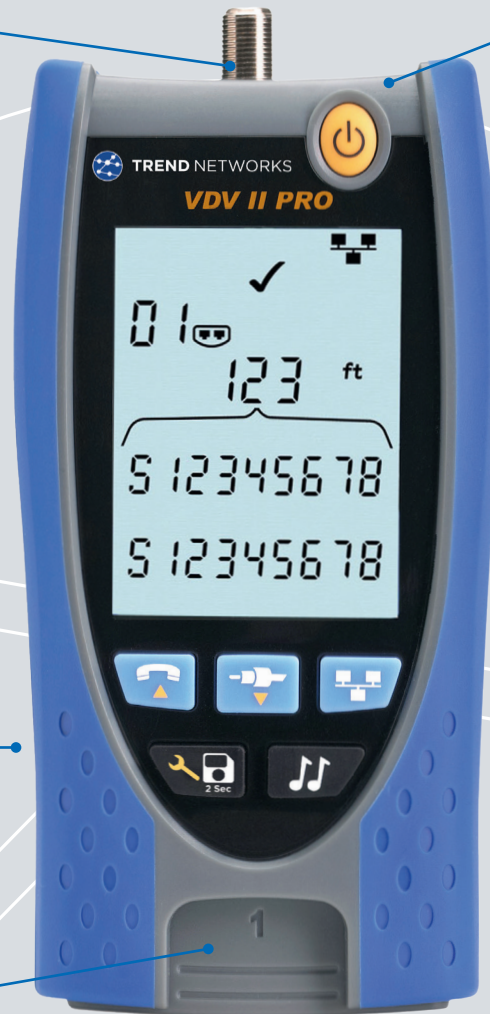 TREND NETWORKS
VDV II PRO
01
123 ft
S 12345678
S 12345678
2 Sec
1